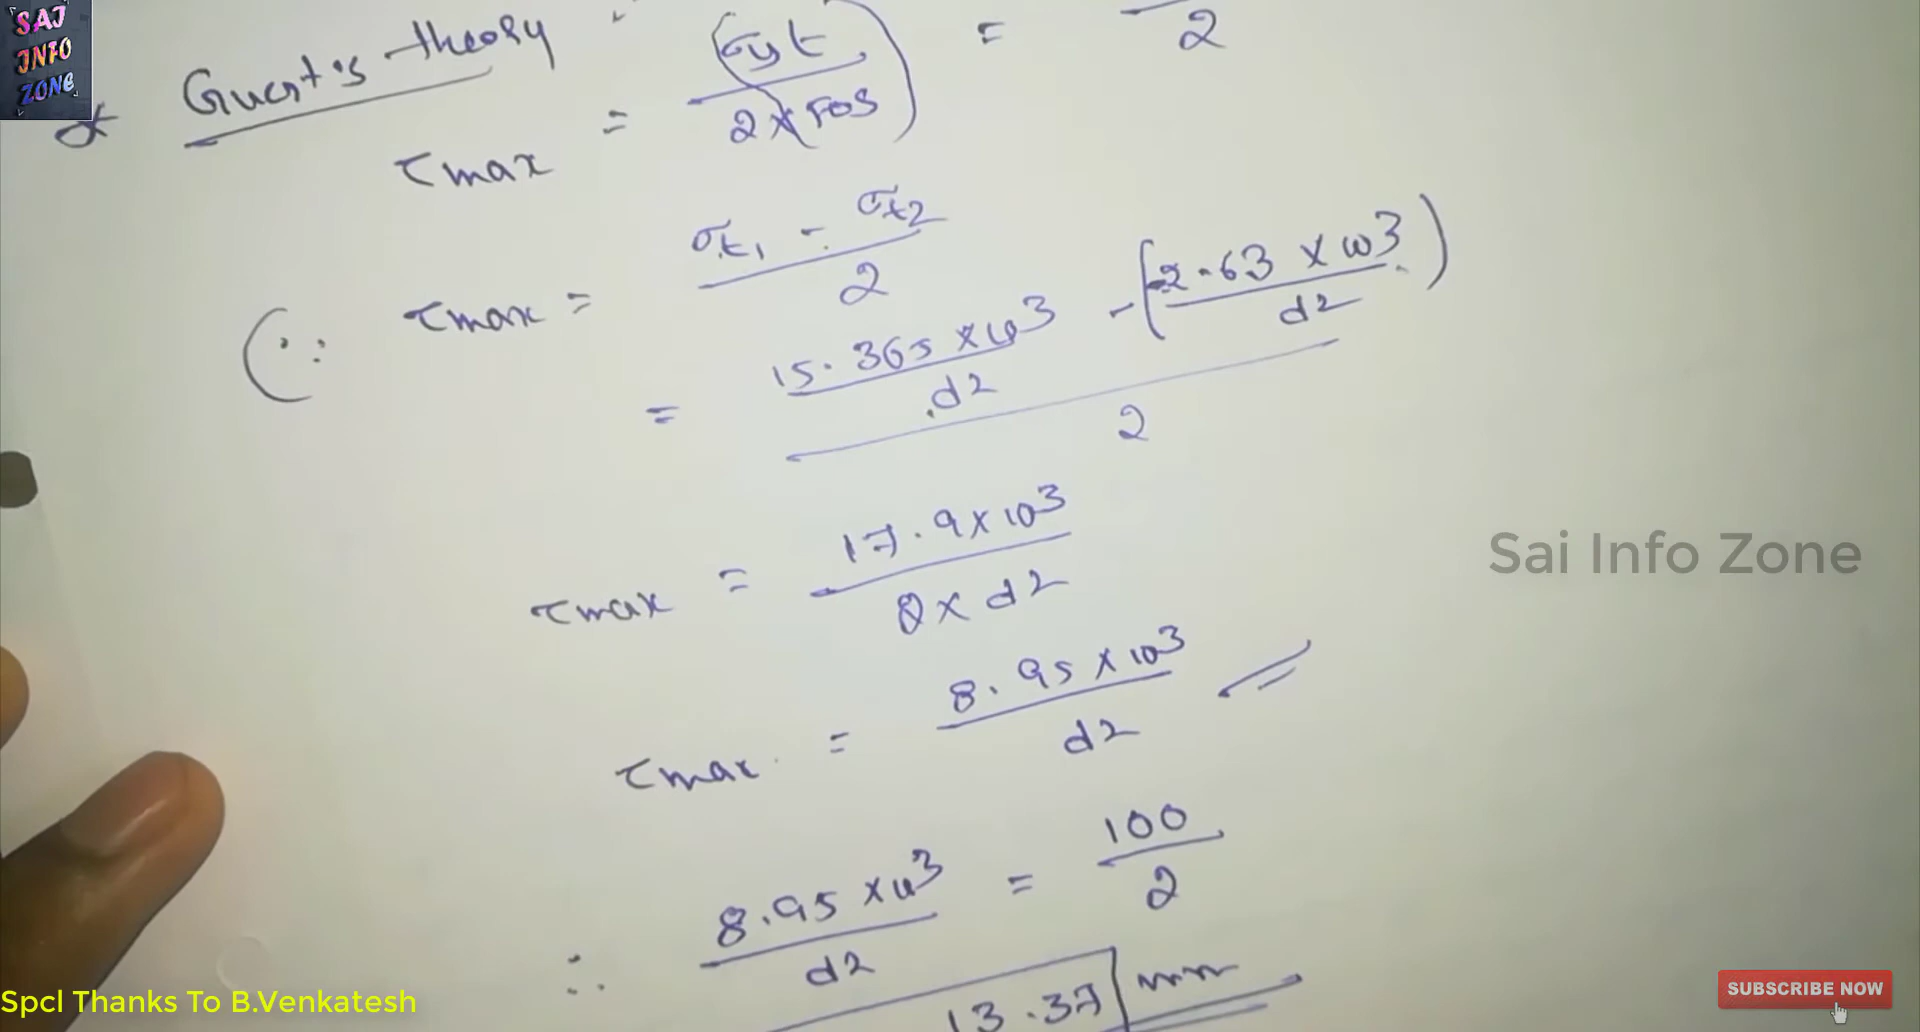 SAI
INFO
ZONE
* Guest's theory
τmax = (σyt / 2×FOS) = / 2
(∵ τmax = σt1 - σt2 / 2
= 15.365 ×10³ / d² - (-2.63 × 10³ / d²) / 2
τmax = 17.9×10³ / 2× d²
τmax = 8.95 ×10³ / d²
∴ 8.95 ×10³ / d² = 100 / 2
13.37 mm
Sai Info Zone
Spcl Thanks To B.Venkatesh
SUBSCRIBE NOW